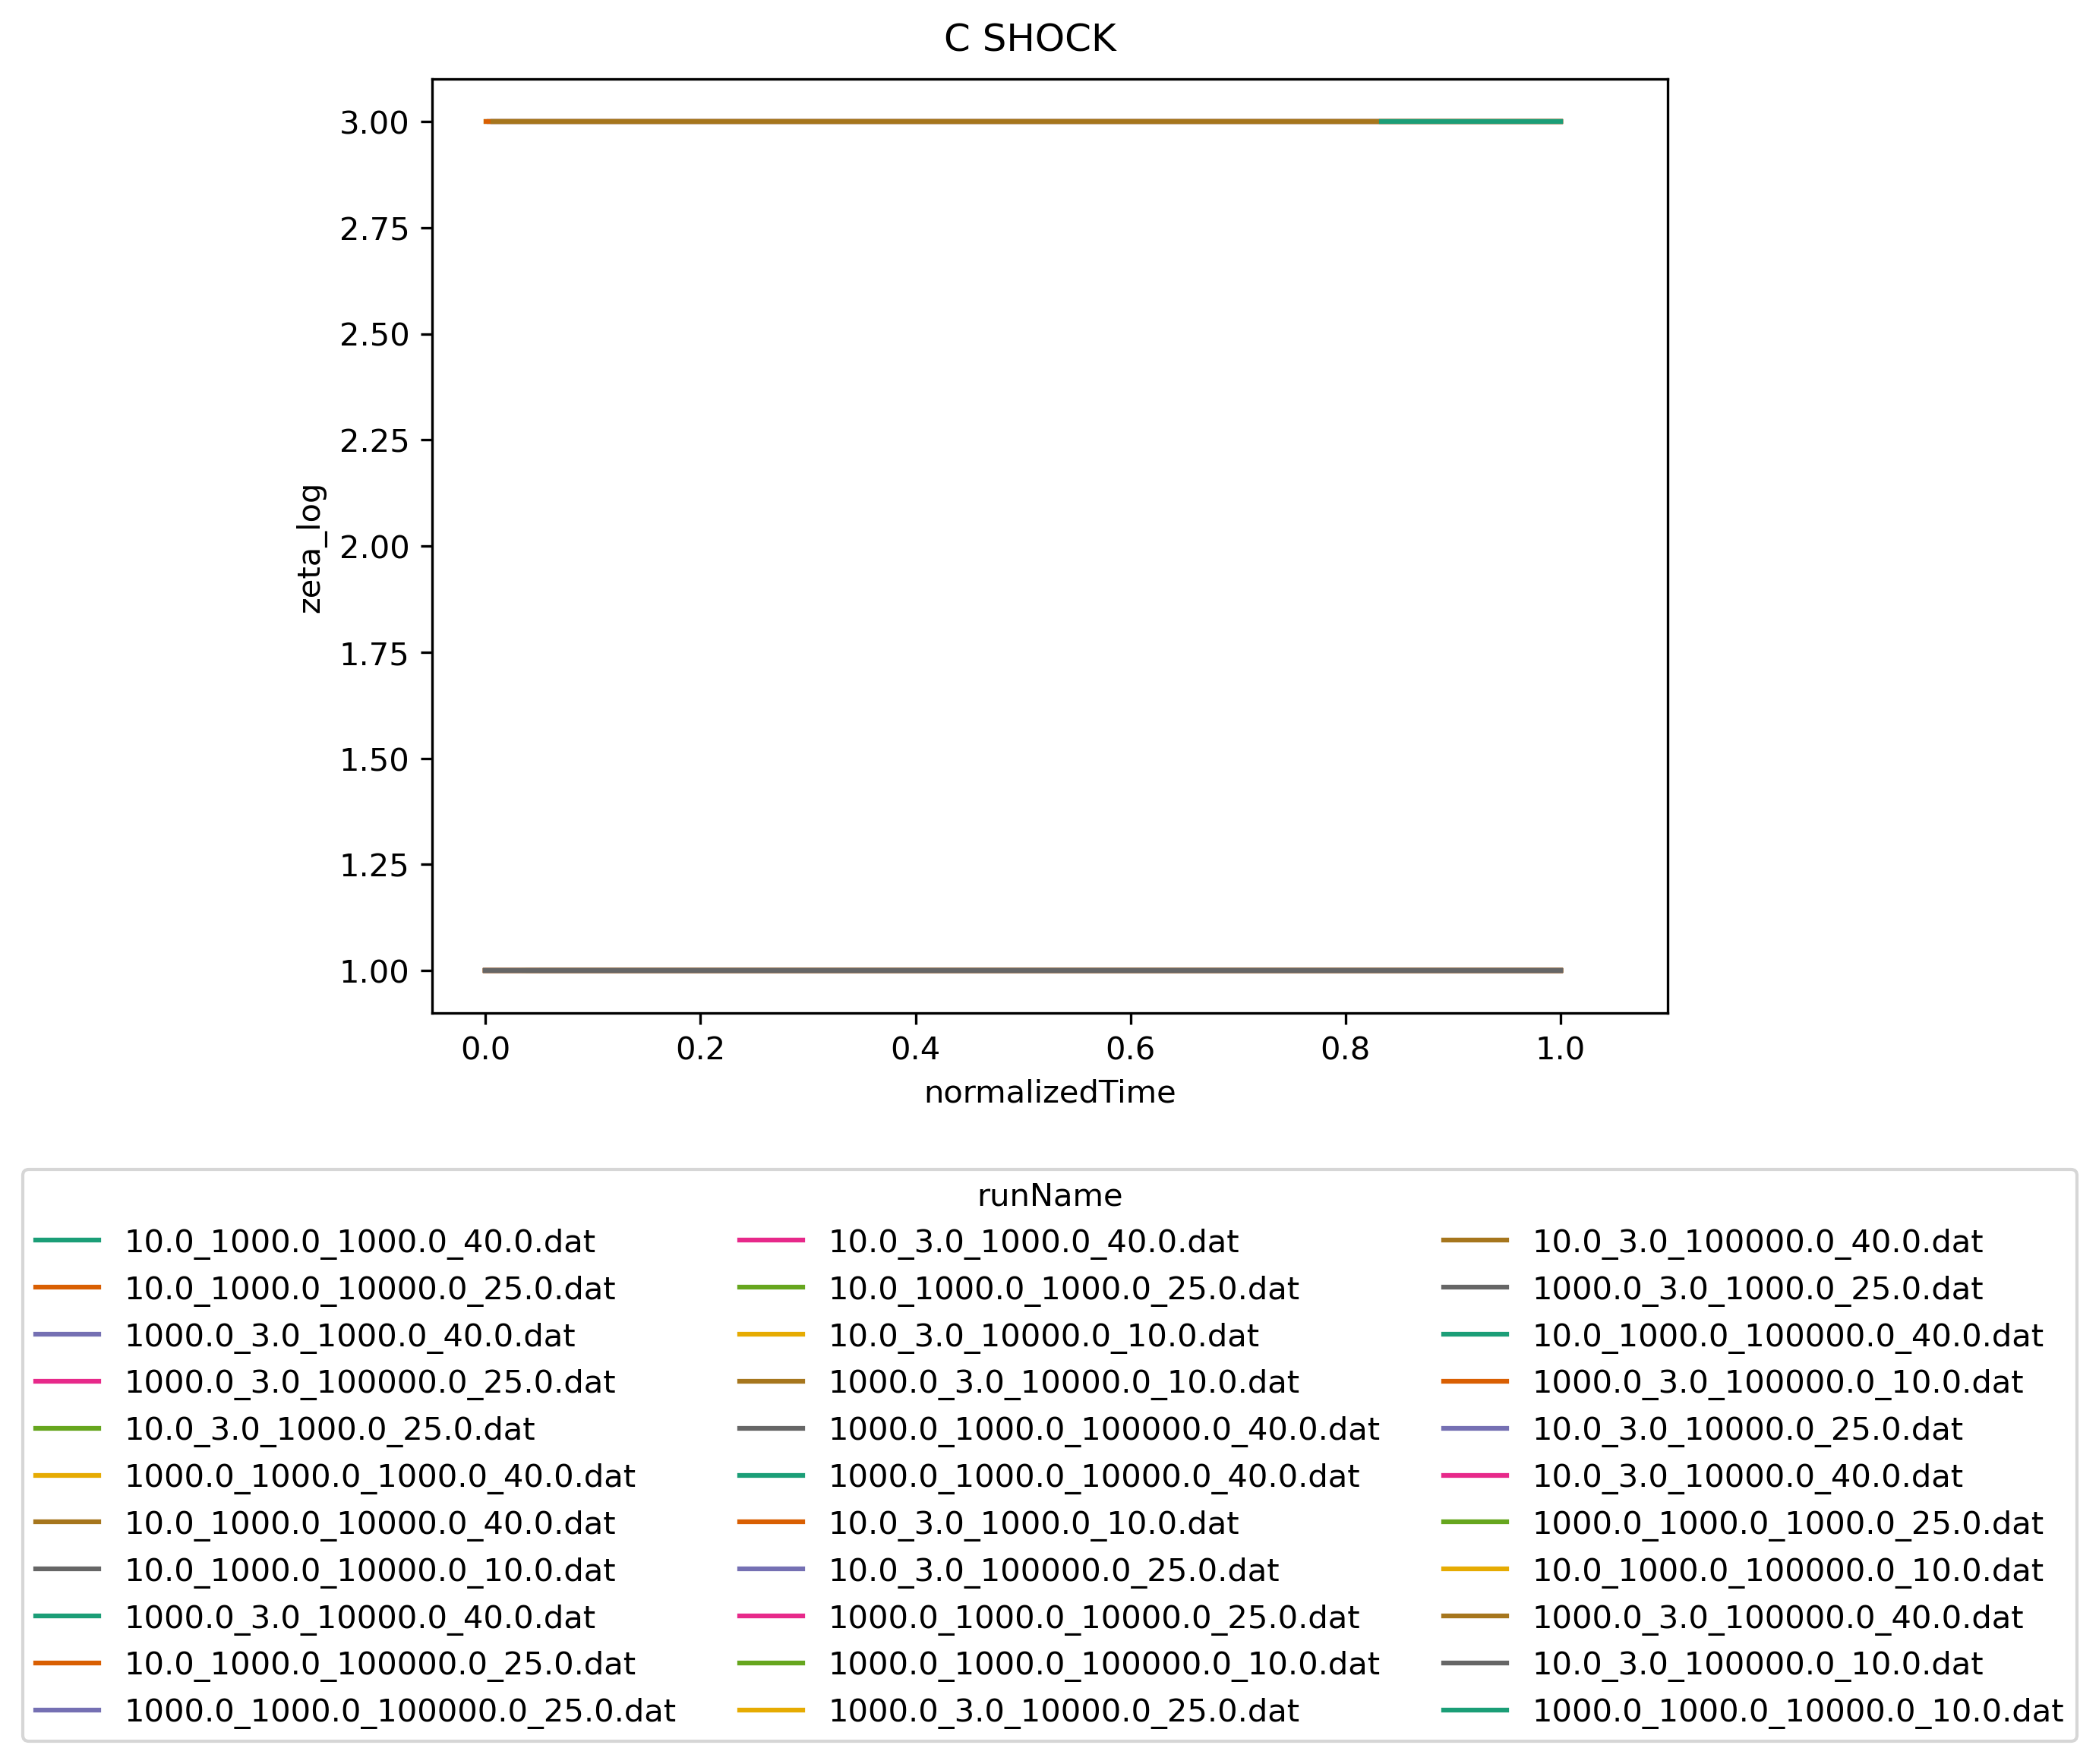 C SHOCK
3.00
2.75
2.50
2.25
2.00
1.75
1.50
1.25
1.00
zeta_log
0.0 0.2 0.4 0.6 0.8 1.0
normalizedTime
runName
10.0_1000.0_1000.0_40.0.dat
10.0_1000.0_10000.0_25.0.dat
1000.0_3.0_1000.0_40.0.dat
1000.0_3.0_100000.0_25.0.dat
10.0_3.0_1000.0_25.0.dat
1000.0_1000.0_1000.0_40.0.dat
10.0_1000.0_10000.0_40.0.dat
10.0_1000.0_10000.0_10.0.dat
1000.0_3.0_10000.0_40.0.dat
10.0_1000.0_100000.0_25.0.dat
1000.0_1000.0_100000.0_25.0.dat
10.0_3.0_1000.0_40.0.dat
10.0_1000.0_1000.0_25.0.dat
10.0_3.0_10000.0_10.0.dat
1000.0_3.0_10000.0_10.0.dat
1000.0_1000.0_100000.0_40.0.dat
1000.0_1000.0_10000.0_40.0.dat
10.0_3.0_1000.0_10.0.dat
10.0_3.0_100000.0_25.0.dat
1000.0_1000.0_10000.0_25.0.dat
1000.0_1000.0_100000.0_10.0.dat
1000.0_3.0_10000.0_25.0.dat
10.0_3.0_100000.0_40.0.dat
1000.0_3.0_1000.0_25.0.dat
10.0_1000.0_100000.0_40.0.dat
1000.0_3.0_100000.0_10.0.dat
10.0_3.0_10000.0_25.0.dat
10.0_3.0_10000.0_40.0.dat
1000.0_1000.0_1000.0_25.0.dat
10.0_1000.0_100000.0_10.0.dat
1000.0_3.0_100000.0_40.0.dat
10.0_3.0_100000.0_10.0.dat
1000.0_1000.0_10000.0_10.0.dat